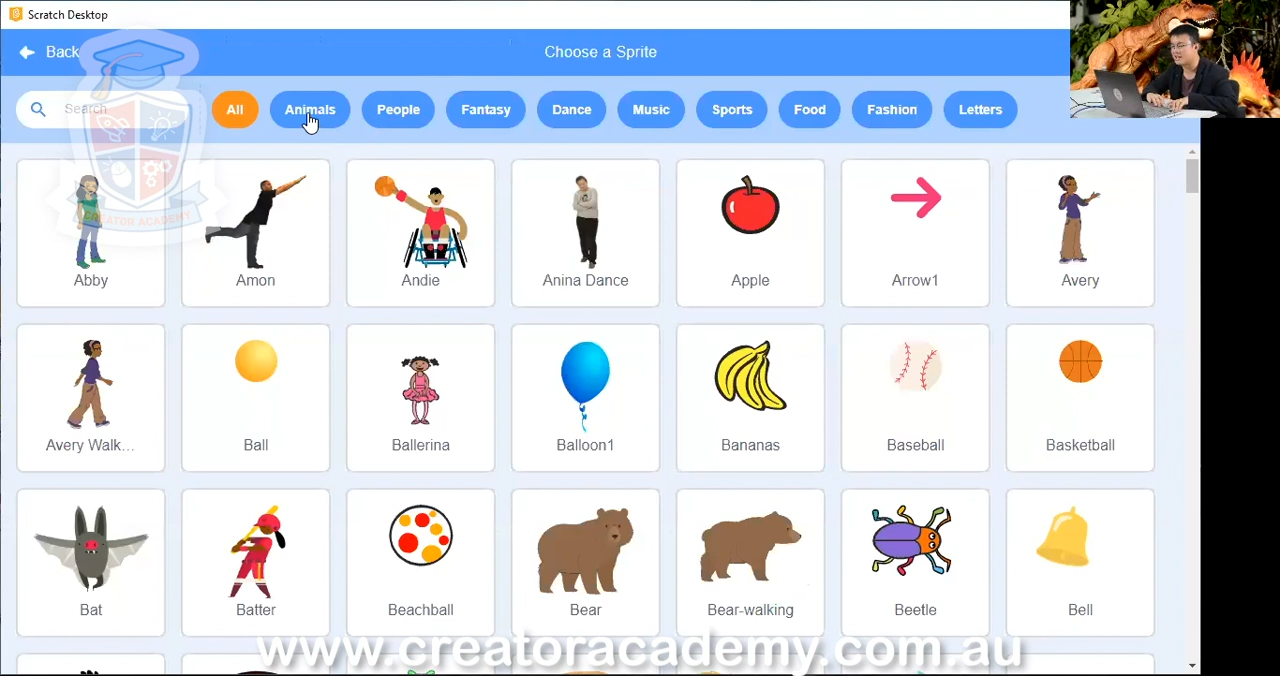 Scratch Desktop
Back
Choose a Sprite
Search
All
Animals
People
Fantasy
Dance
Music
Sports
Food
Fashion
Letters
CREATOR ACADEMY
Abby
Amon
Andie
Anina Dance
Apple
Arrow1
Avery
Avery Walk...
Ball
Ballerina
Balloon1
Bananas
Baseball
Basketball
Bat
Batter
Beachball
Bear
Bear-walking
Beetle
Bell
www.creatoracademy.com.au